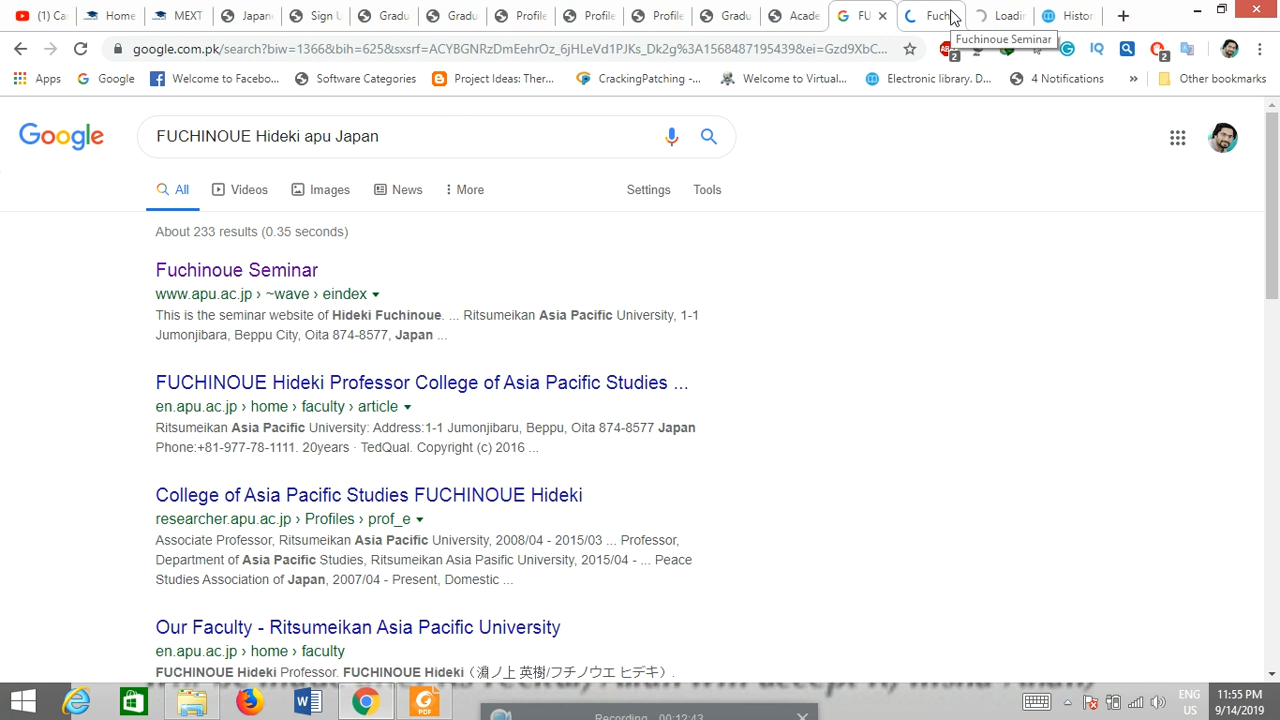 (1) Ca
Home
MEXT
Japan
Sign U
Gradu
Gradu
Profile
Profile
Profile
Gradu
Acade
FU
Fuch
Loadin
Histor
google.com.pk/search?biw=1366&bih=625&sxsrf=ACYBGNRzDmEehrOz_6jHLeVd1PJKs_Dk2g%3A1568487195439&ei=Gzd9XbC...
Fuchinoue Seminar
2
IQ
2
Apps
Google
Welcome to Facebo...
Software Categories
Project Ideas: Ther...
CrackingPatching -...
Welcome to Virtual...
Electronic library. D...
4 Notifications
»
Other bookmarks
Google
FUCHINOUE Hideki apu Japan
All
Videos
Images
News
More
Settings
Tools
About 233 results (0.35 seconds)
Fuchinoue Seminar
www.apu.ac.jp › ~wave › eindex
This is the seminar website of Hideki Fuchinoue. ... Ritsumeikan Asia Pacific University, 1-1
Jumonjibara, Beppu City, Oita 874-8577, Japan ...
FUCHINOUE Hideki Professor College of Asia Pacific Studies ...
en.apu.ac.jp › home › faculty › article
Ritsumeikan Asia Pacific University: Address:1-1 Jumonjibaru, Beppu, Oita 874-8577 Japan
Phone:+81-977-78-1111. 20years · TedQual. Copyright (c) 2016 ...
College of Asia Pacific Studies FUCHINOUE Hideki
researcher.apu.ac.jp › Profiles › prof_e
Associate Professor, Ritsumeikan Asia Pacific University, 2008/04 - 2015/03 ... Professor,
Department of Asia Pacific Studies, Ritsumeikan Asia Pasific University, 2015/04 - ... Peace
Studies Association of Japan, 2007/04 - Present, Domestic ...
Our Faculty - Ritsumeikan Asia Pacific University
en.apu.ac.jp › home › faculty
FUCHINOUE Hideki Professor. FUCHINOUE Hideki（淵ノ上 英樹/フチノウエ ヒデキ）.
PDF
Recording 00:12:43
ENG
US
11:55 PM
9/14/2019